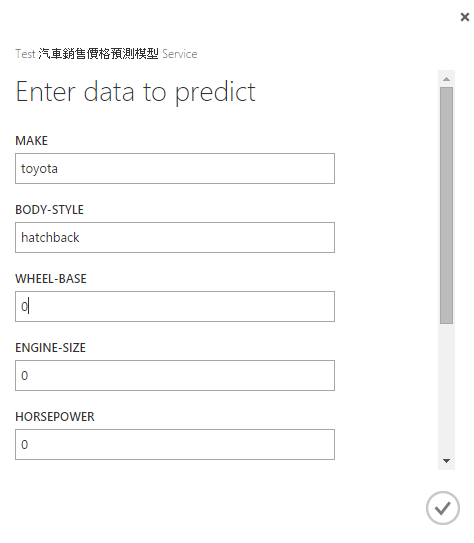 Test 汽車銷售價格預測模型 Service
Enter data to predict
MAKE
toyota
BODY-STYLE
hatchback
WHEEL-BASE
0
ENGINE-SIZE
0
HORSEPOWER
0